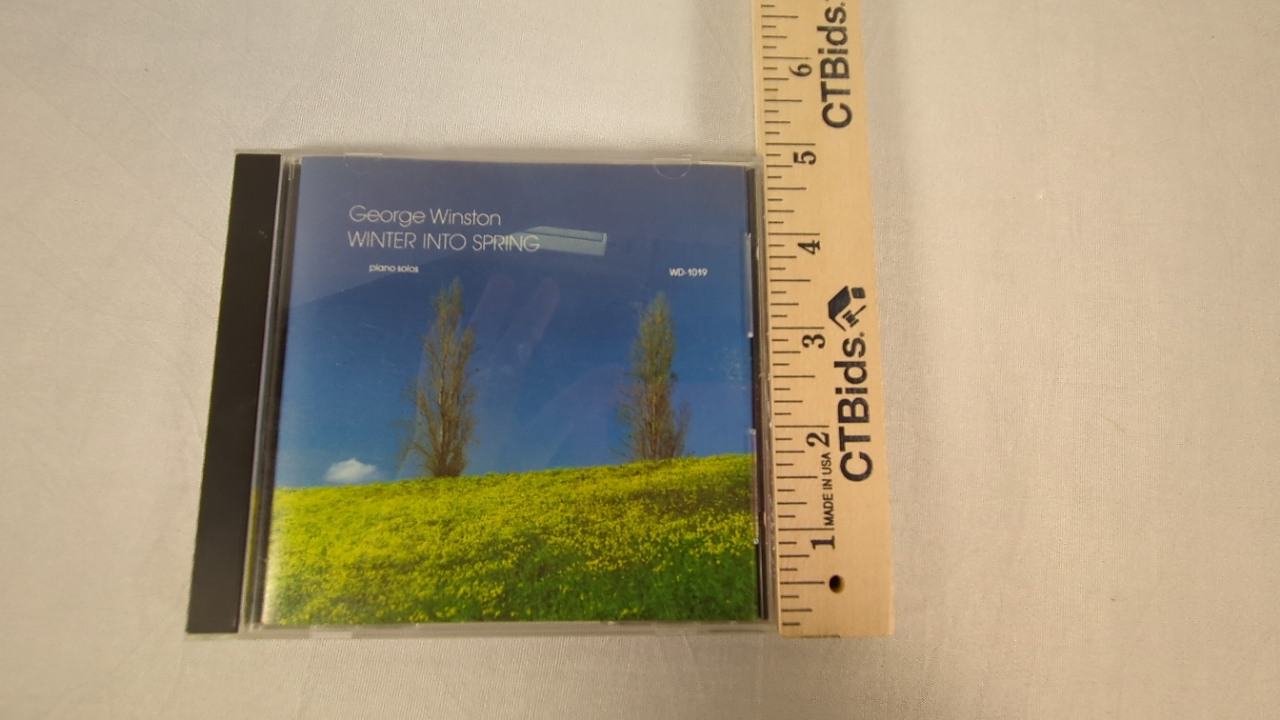 George Winston
WINTER INTO SPRING
piano solos
WD-1019
CTBids.
6
5
4
3
2
1
CTBids.
MADE IN USA